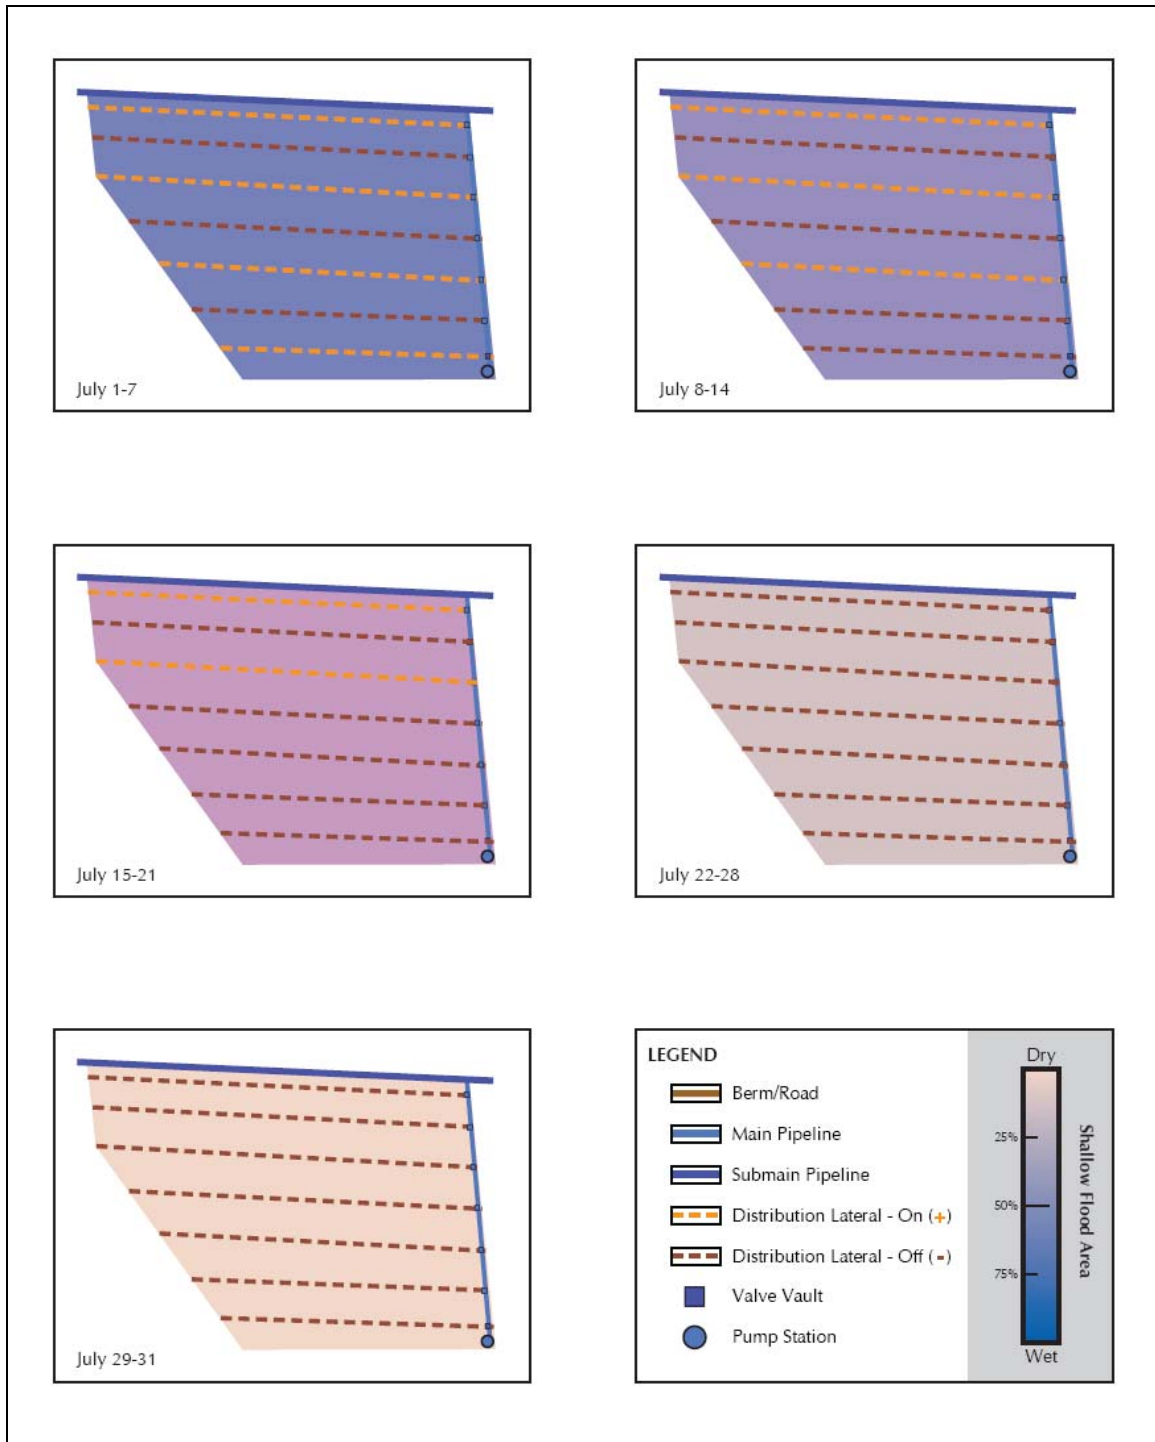 July 1-7
July 8-14
July 15-21
July 22-28
July 29-31
LEGEND
Berm/Road
Main Pipeline
Submain Pipeline
Distribution Lateral - On (+)
Distribution Lateral - Off (-)
Valve Vault
Pump Station
Dry
25%
50%
75%
Wet
Shallow Flood Area